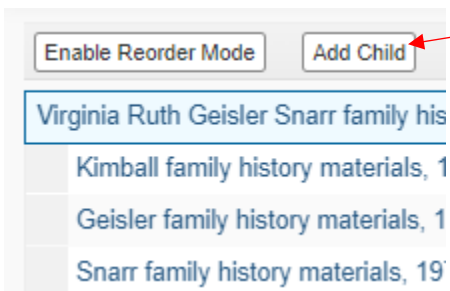 Enable Reorder Mode Add Child
Virginia Ruth Geisler Snarr family his
Kimball family history materials, 1
Geisler family history materials, 1
Snarr family history materials, 19